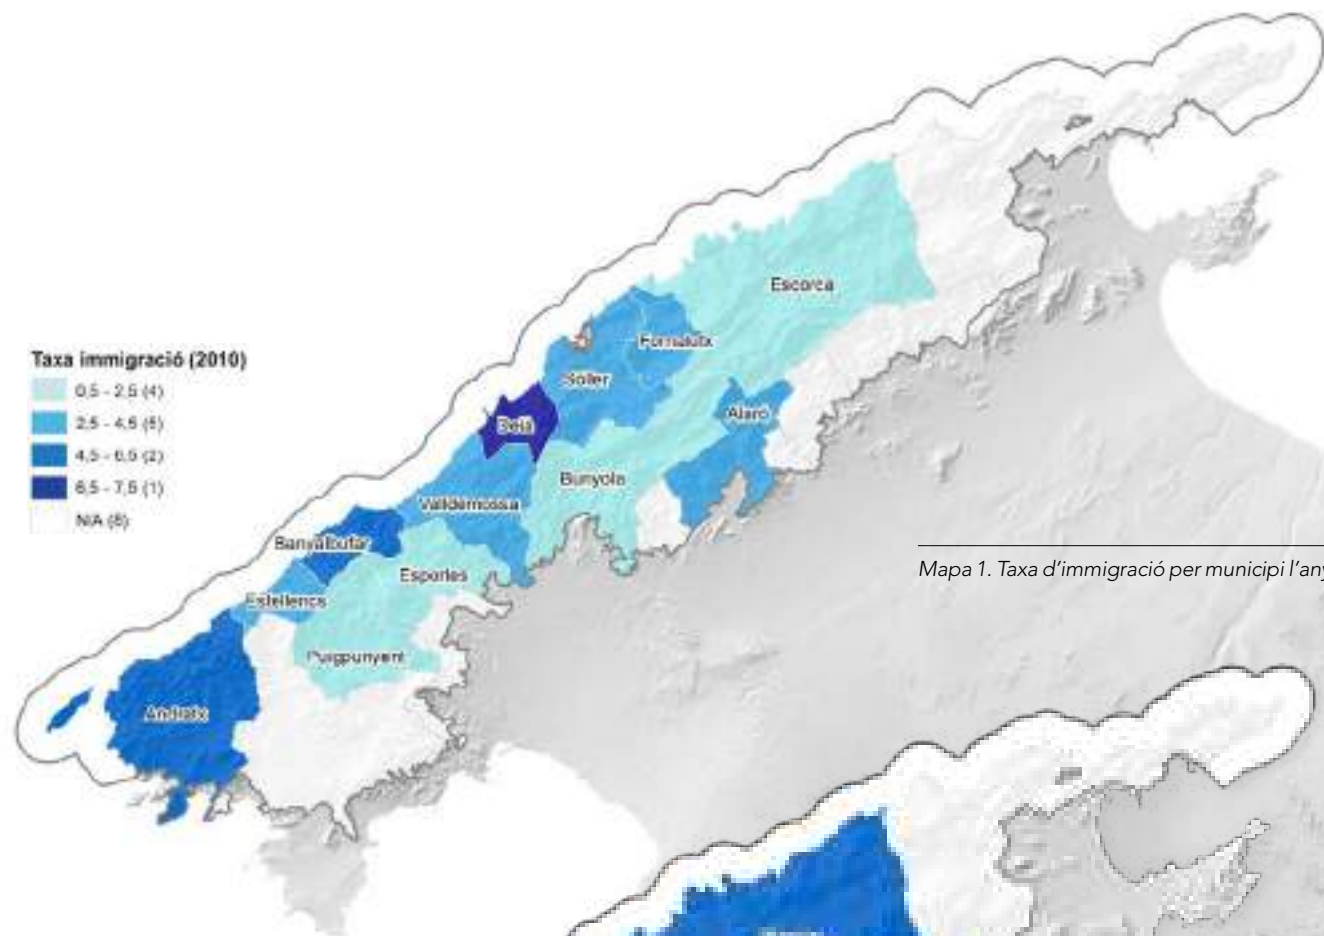 Escorca
Fornalutx
Taxa immigració (2010)
0,5 - 2,5 (4)
2,5 - 4,5 (5)
4,5 - 6,5 (2)
6,5 - 7,5 (1)
N/A (8)
Sóller
Alaró
Deià
Bunyola
Valldemossa
Banyalbufar
Esporles
Mapa 1. Taxa d'immigració per municipi l'any
Estellencs
Puigpunyent
Andratx